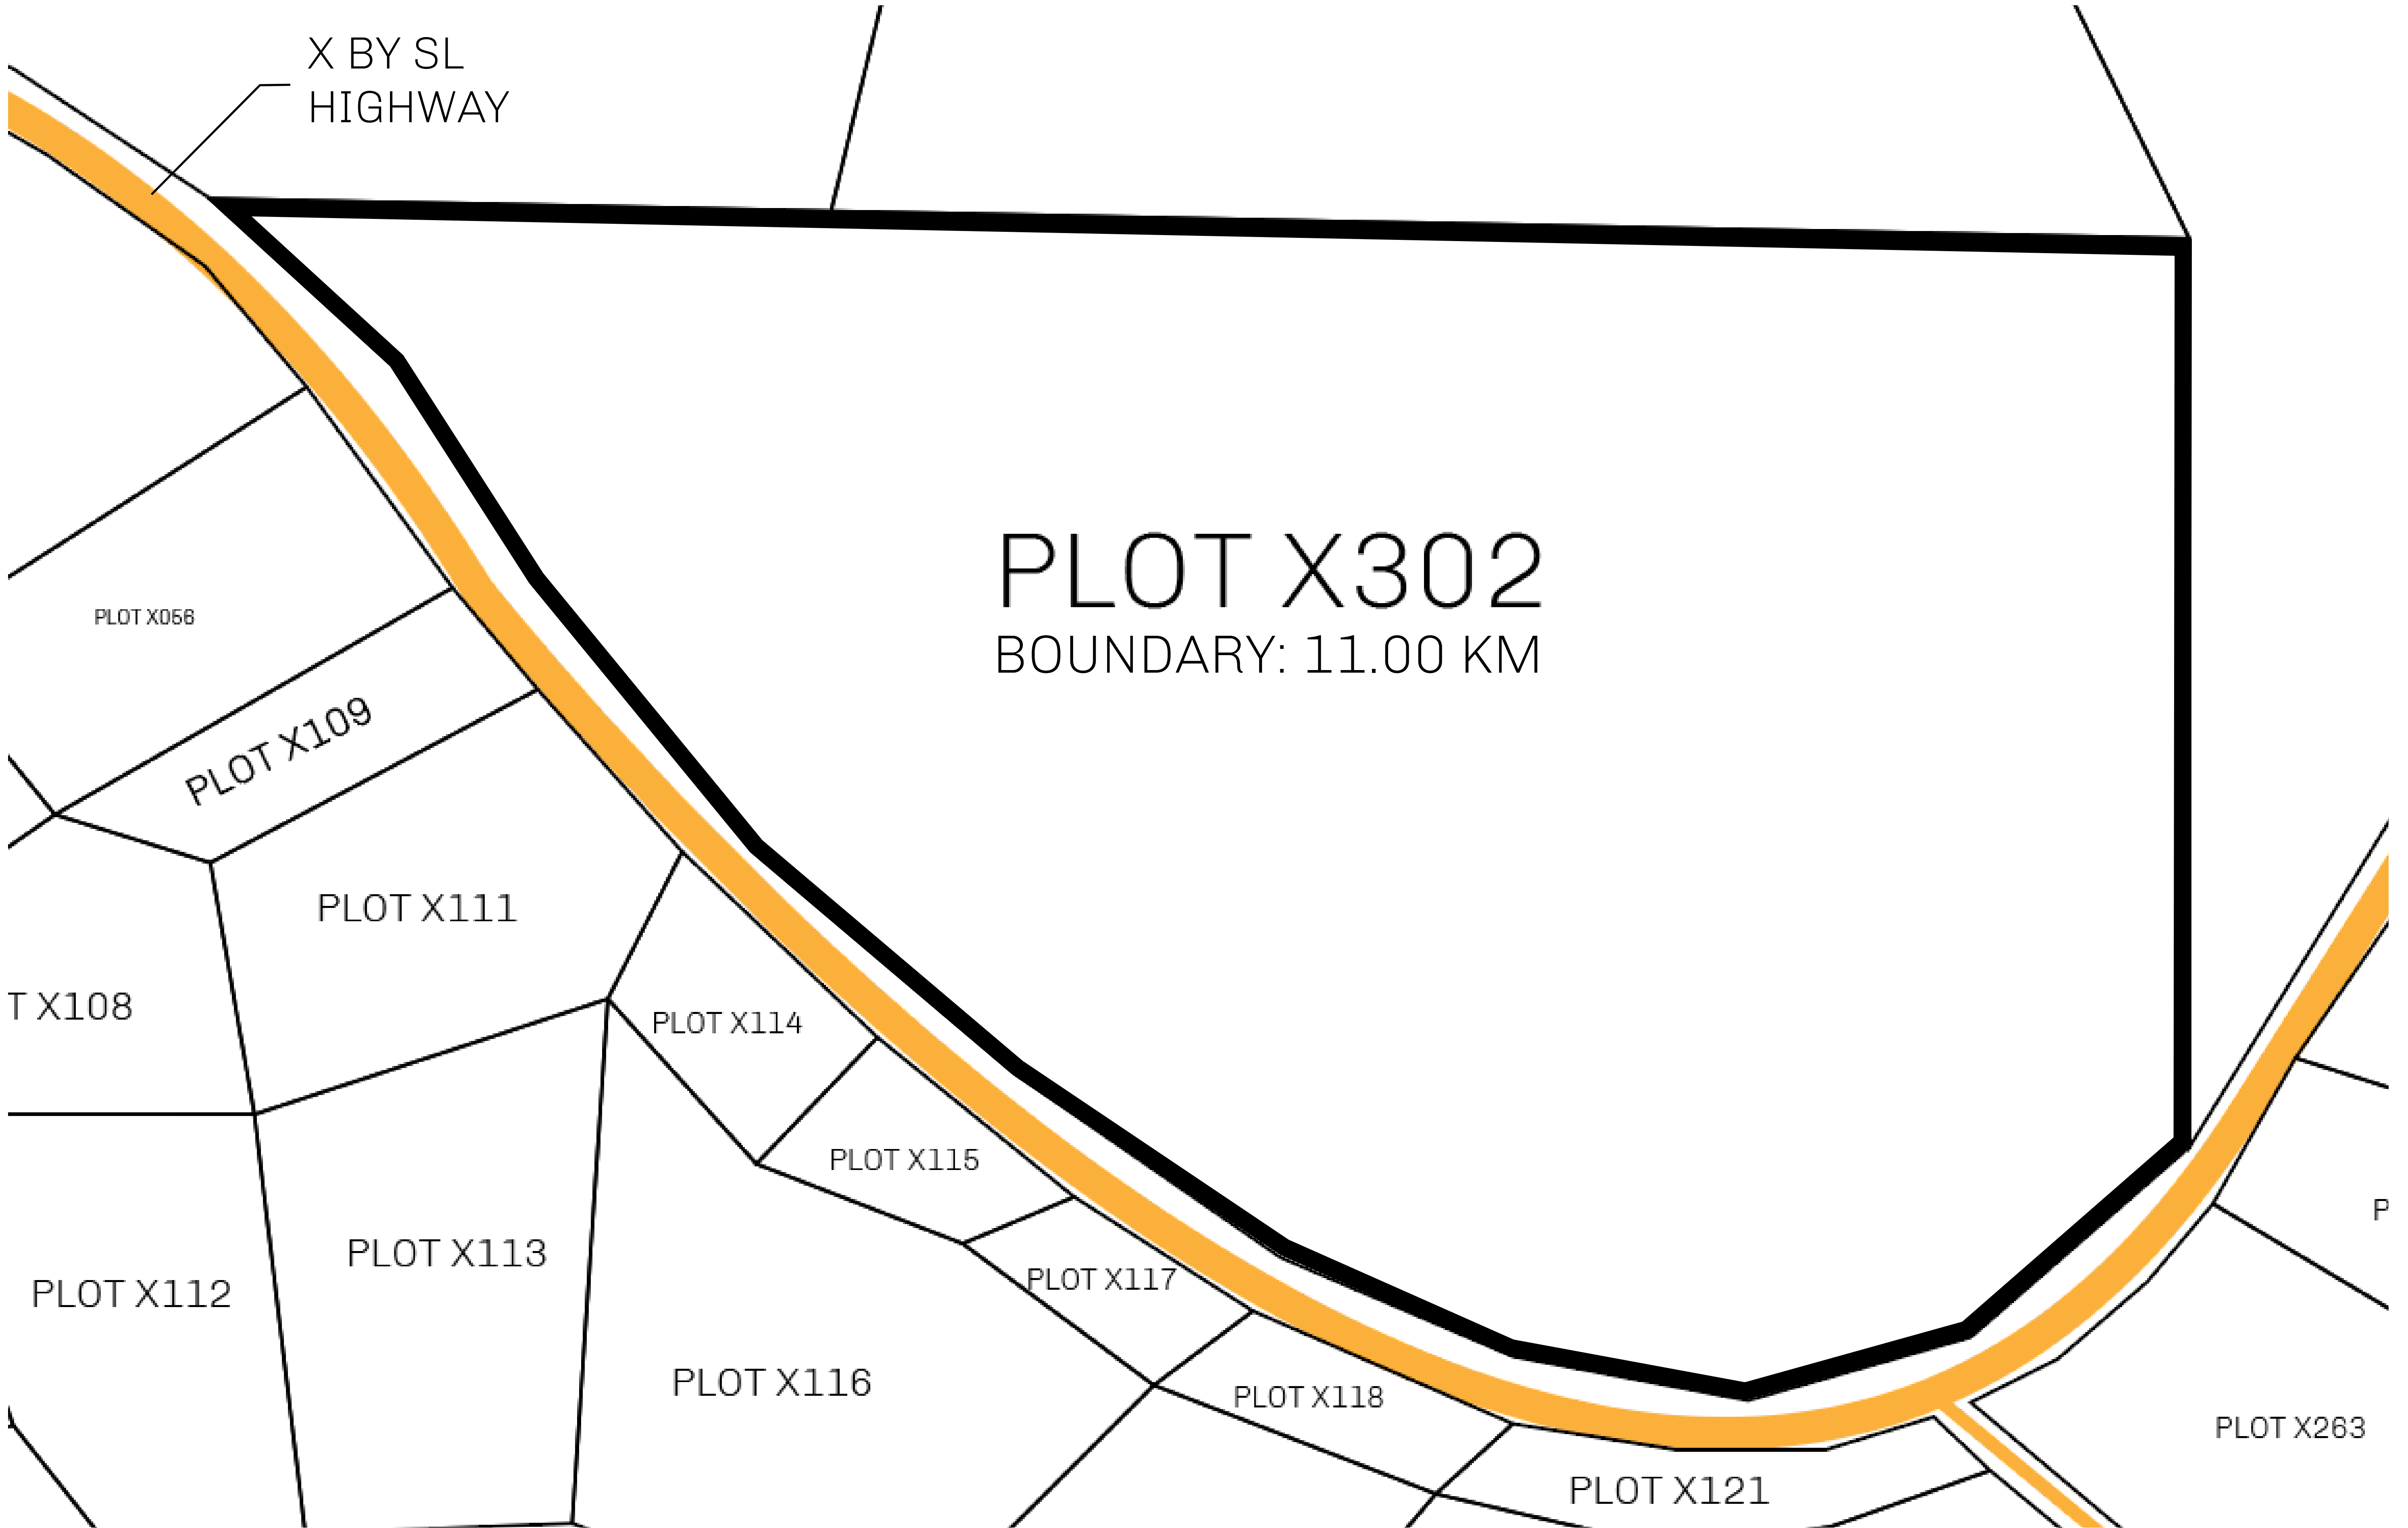 X BY SL
HIGHWAY
PLOT X302
BOUNDARY: 11.00 KM
PLOT X056
PLOT X109
PLOT X111
T X108
PLOT X114
PLOT X115
PLOT X113
PLOT X112
PLOT X117
PLOT X116
PLOT X118
PLOT X121
PLOT X263
P